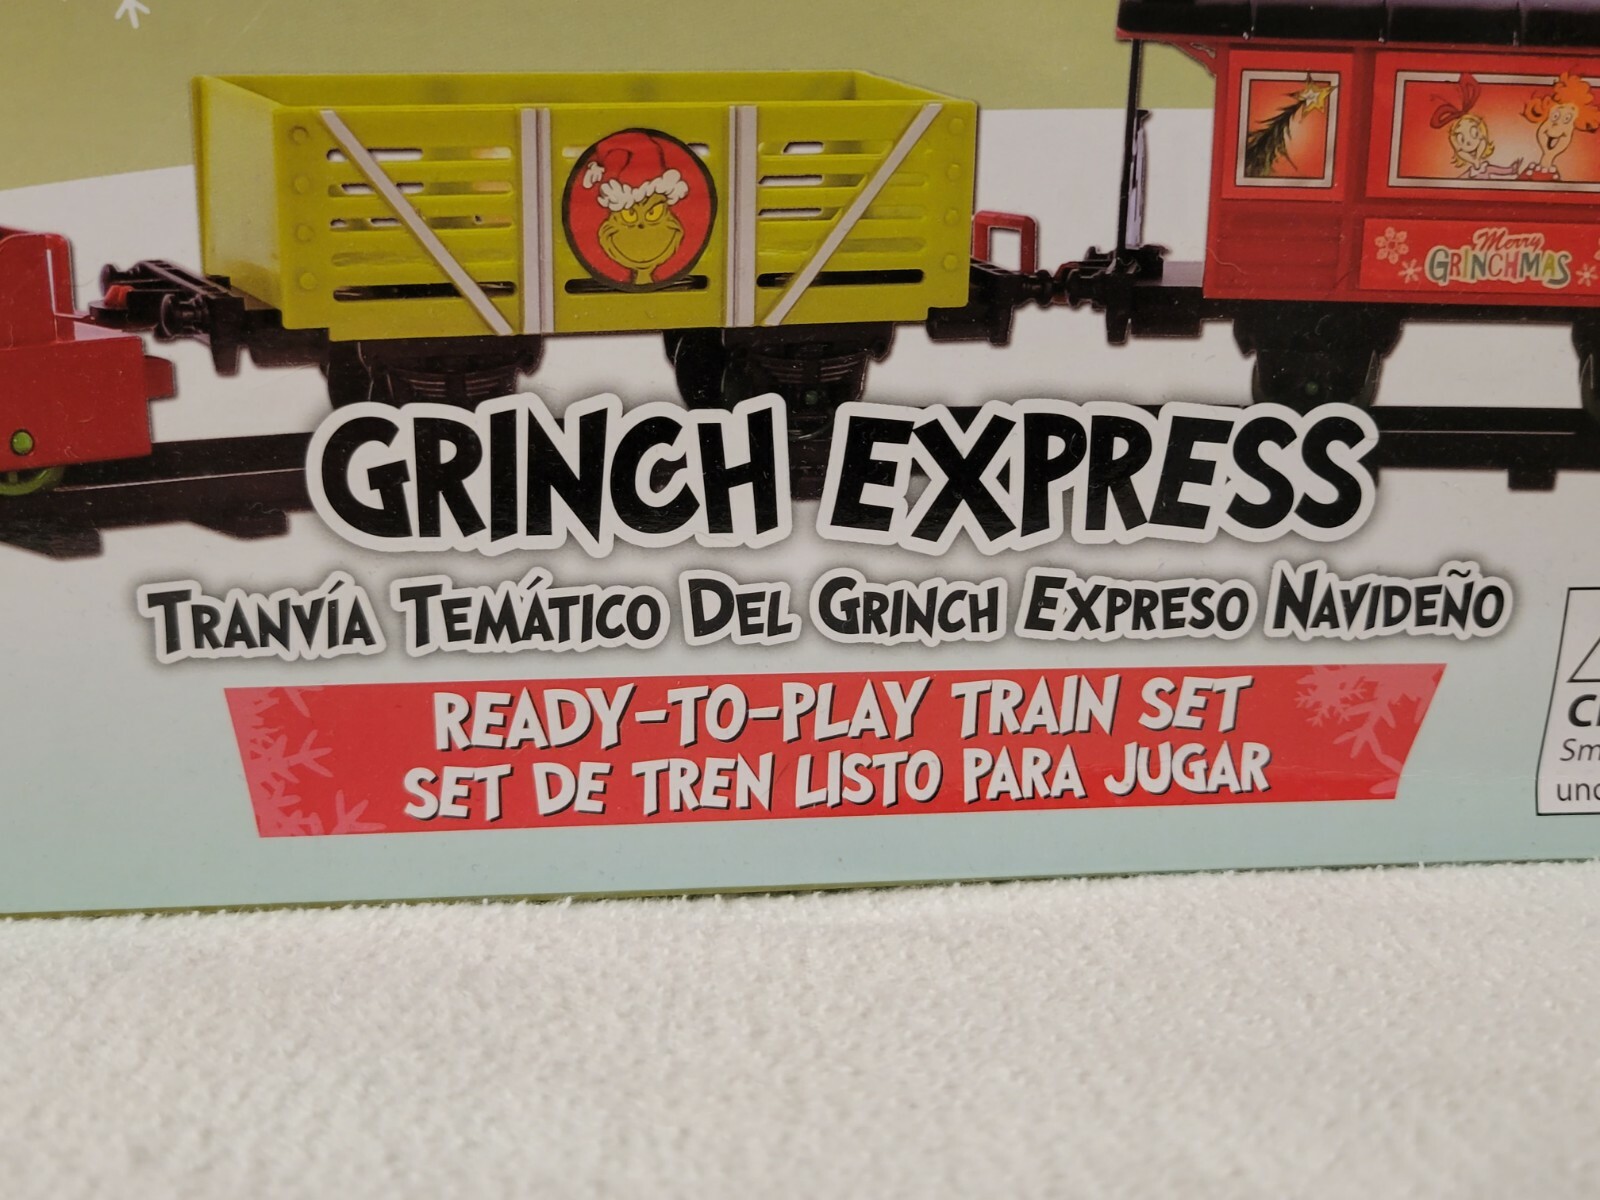 Merry
GRINCHMAS
GRINCH EXPRESS
TRANVÍA TEMÁTICO DEL GRINCH EXPRESO NAVIDEÑO
READY-TO-PLAY TRAIN SET
SET DE TREN LISTO PARA JUGAR